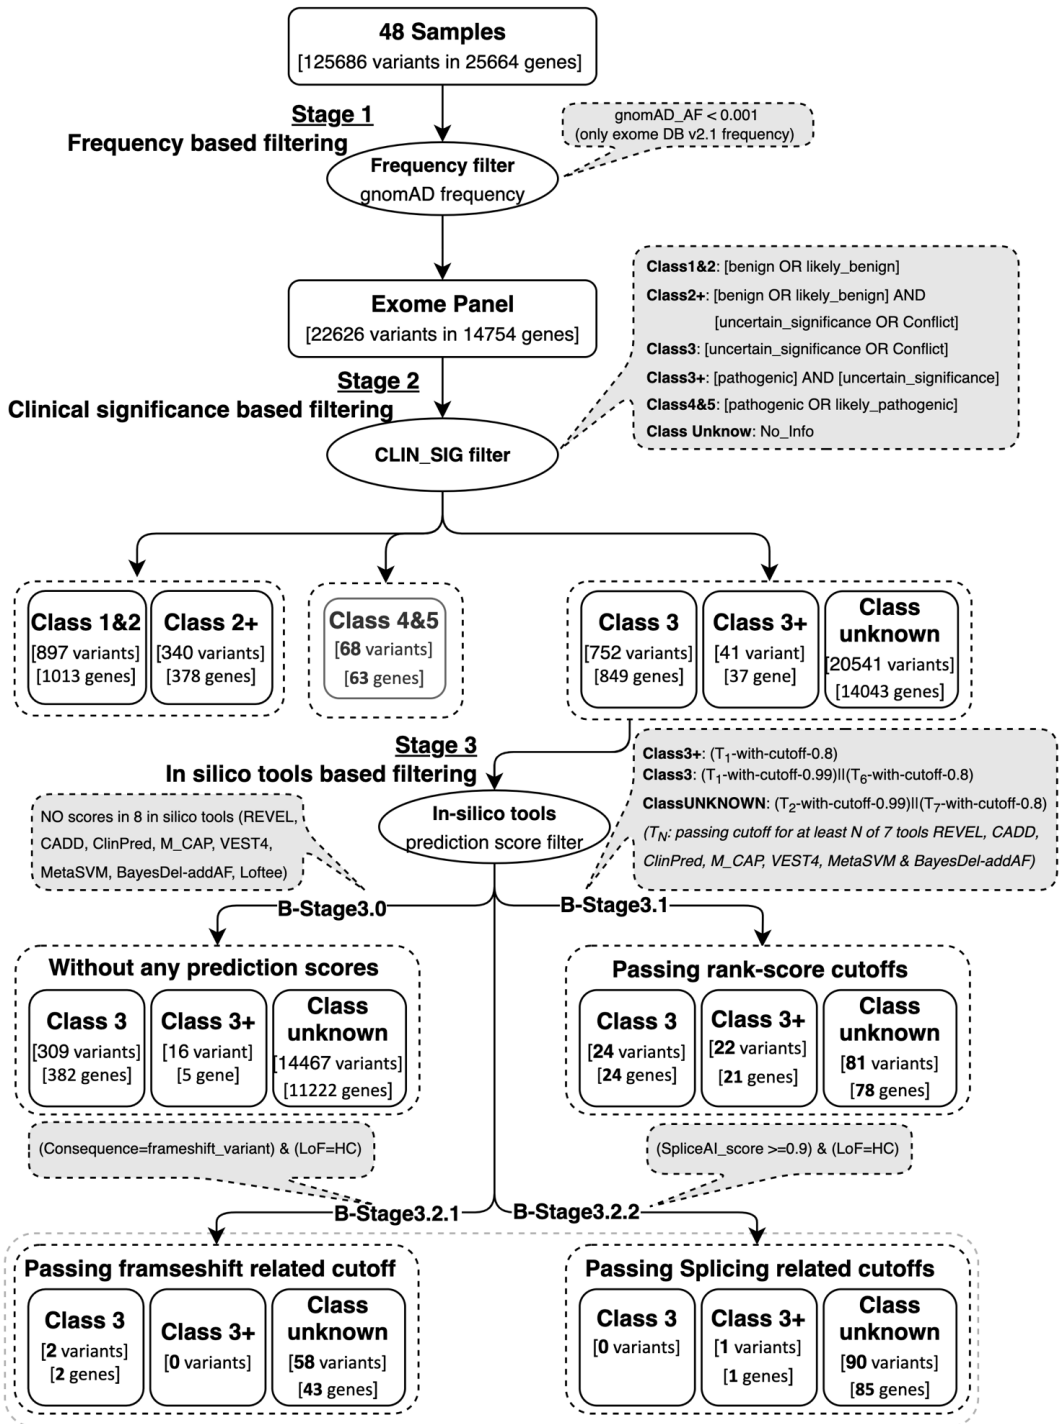 48 Samples
[125686 variants in 25664 genes]
Stage 1
Frequency based filtering
gnomAD_AF < 0.001
(only exome DB v2.1 frequency)
Frequency filter
gnomAD frequency
Exome Panel
[22626 variants in 14754 genes]
Class1&2: [benign OR likely_benign]
Class2+: [benign OR likely_benign] AND
[uncertain_significance OR Conflict]
Class3: [uncertain_significance OR Conflict]
Class3+: [pathogenic] AND [uncertain_significance]
Class4&5: [pathogenic OR likely_pathogenic]
Class Unknow: No_Info
Stage 2
Clinical significance based filtering
CLIN_SIG filter
Class 1&2
[897 variants]
[1013 genes]
Class 2+
[340 variants]
[378 genes]
Class 4&5
[68 variants]
[63 genes]
Class 3
[752 variants]
[849 genes]
Class 3+
[41 variant]
[37 gene]
Class
unknown
[20541 variants]
[14043 genes]
Stage 3
In silico tools based filtering
In-silico tools
prediction score filter
Class3+: (T1-with-cutoff-0.8)
Class3: (T1-with-cutoff-0.99)||(T6-with-cutoff-0.8)
ClassUNKNOWN: (T2-with-cutoff-0.99)||(T7-with-cutoff-0.8)
(TN: passing cutoff for at least N of 7 tools REVEL, CADD,
ClinPred, M_CAP, VEST4, MetaSVM & BayesDel-addAF)
NO scores in 8 in silico tools (REVEL,
CADD, ClinPred, M_CAP, VEST4,
MetaSVM, BayesDel-addAF, Loftee)
B-Stage3.0
B-Stage3.1
Without any prediction scores
Class 3
[309 variants]
[382 genes]
Class 3+
[16 variant]
[5 gene]
Class
unknown
[14467 variants]
[11222 genes]
Passing rank-score cutoffs
Class 3
[24 variants]
[24 genes]
Class 3+
[22 variants]
[21 genes]
Class
unknown
[81 variants]
[78 genes]
(Consequence=frameshift_variant) & (LoF=HC)
(SpliceAI_score >=0.9) & (LoF=HC)
B-Stage3.2.1
B-Stage3.2.2
Passing framseshift related cutoff
Class 3
[2 variants]
[2 genes]
Class 3+
[0 variants]
Class
unknown
[58 variants]
[43 genes]
Passing Splicing related cutoffs
Class 3
[0 variants]
Class 3+
[1 variants]
[1 genes]
Class
unknown
[90 variants]
[85 genes]